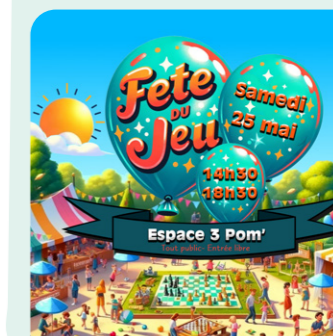 Fete
DU
Jeu
Samedi
25 mai
14h30 -
18h30
Espace 3 Pom'
Tout public- Entrée libre